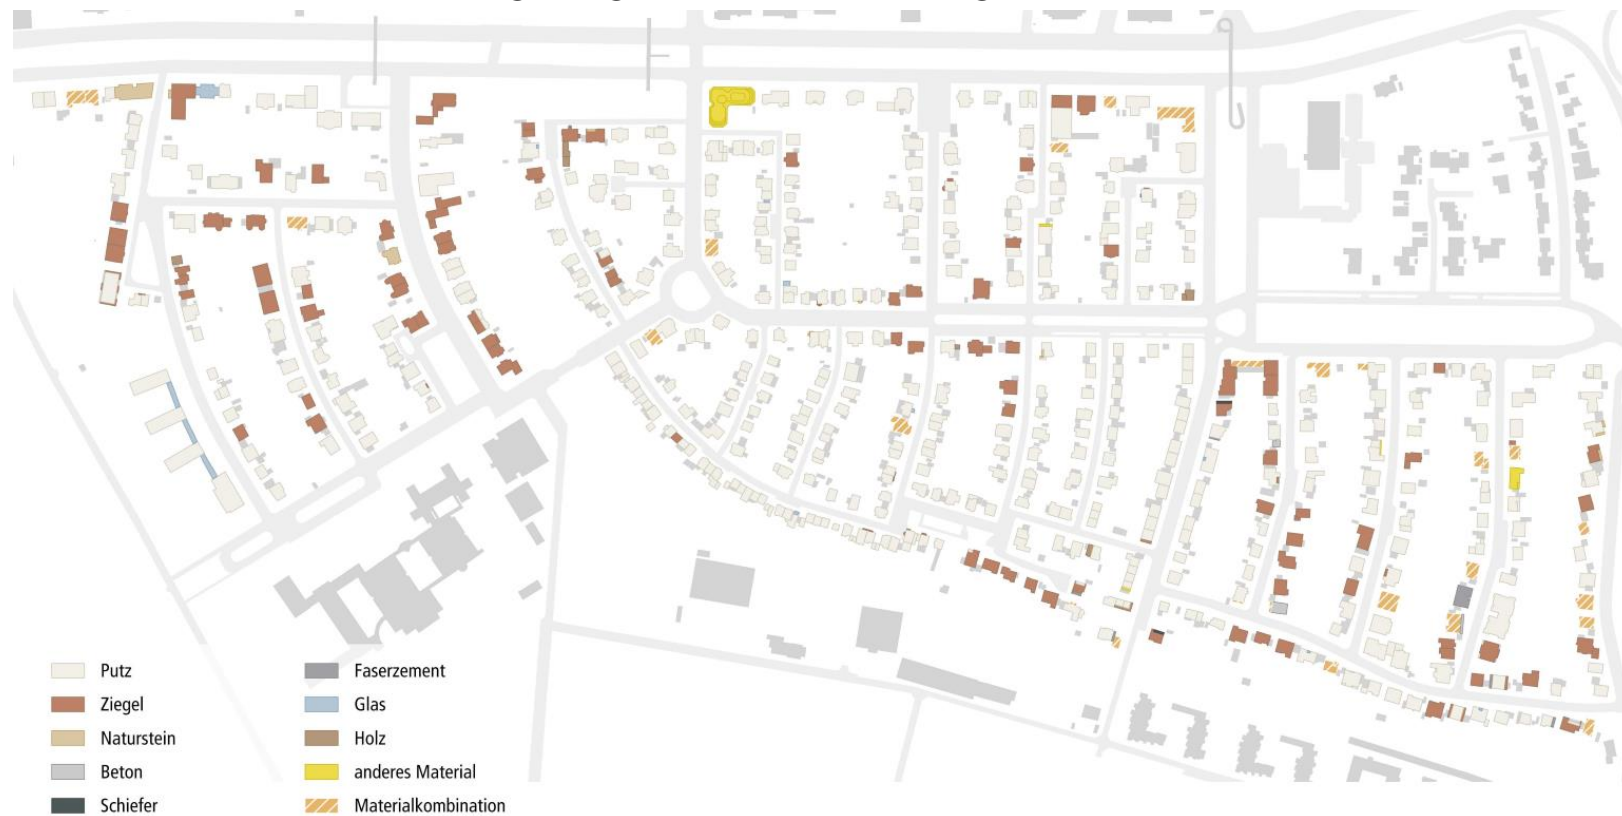 Putz
Ziegel
Naturstein
Beton
Schiefer
Faserzement
Glas
Holz
anderes Material
Materialkombination